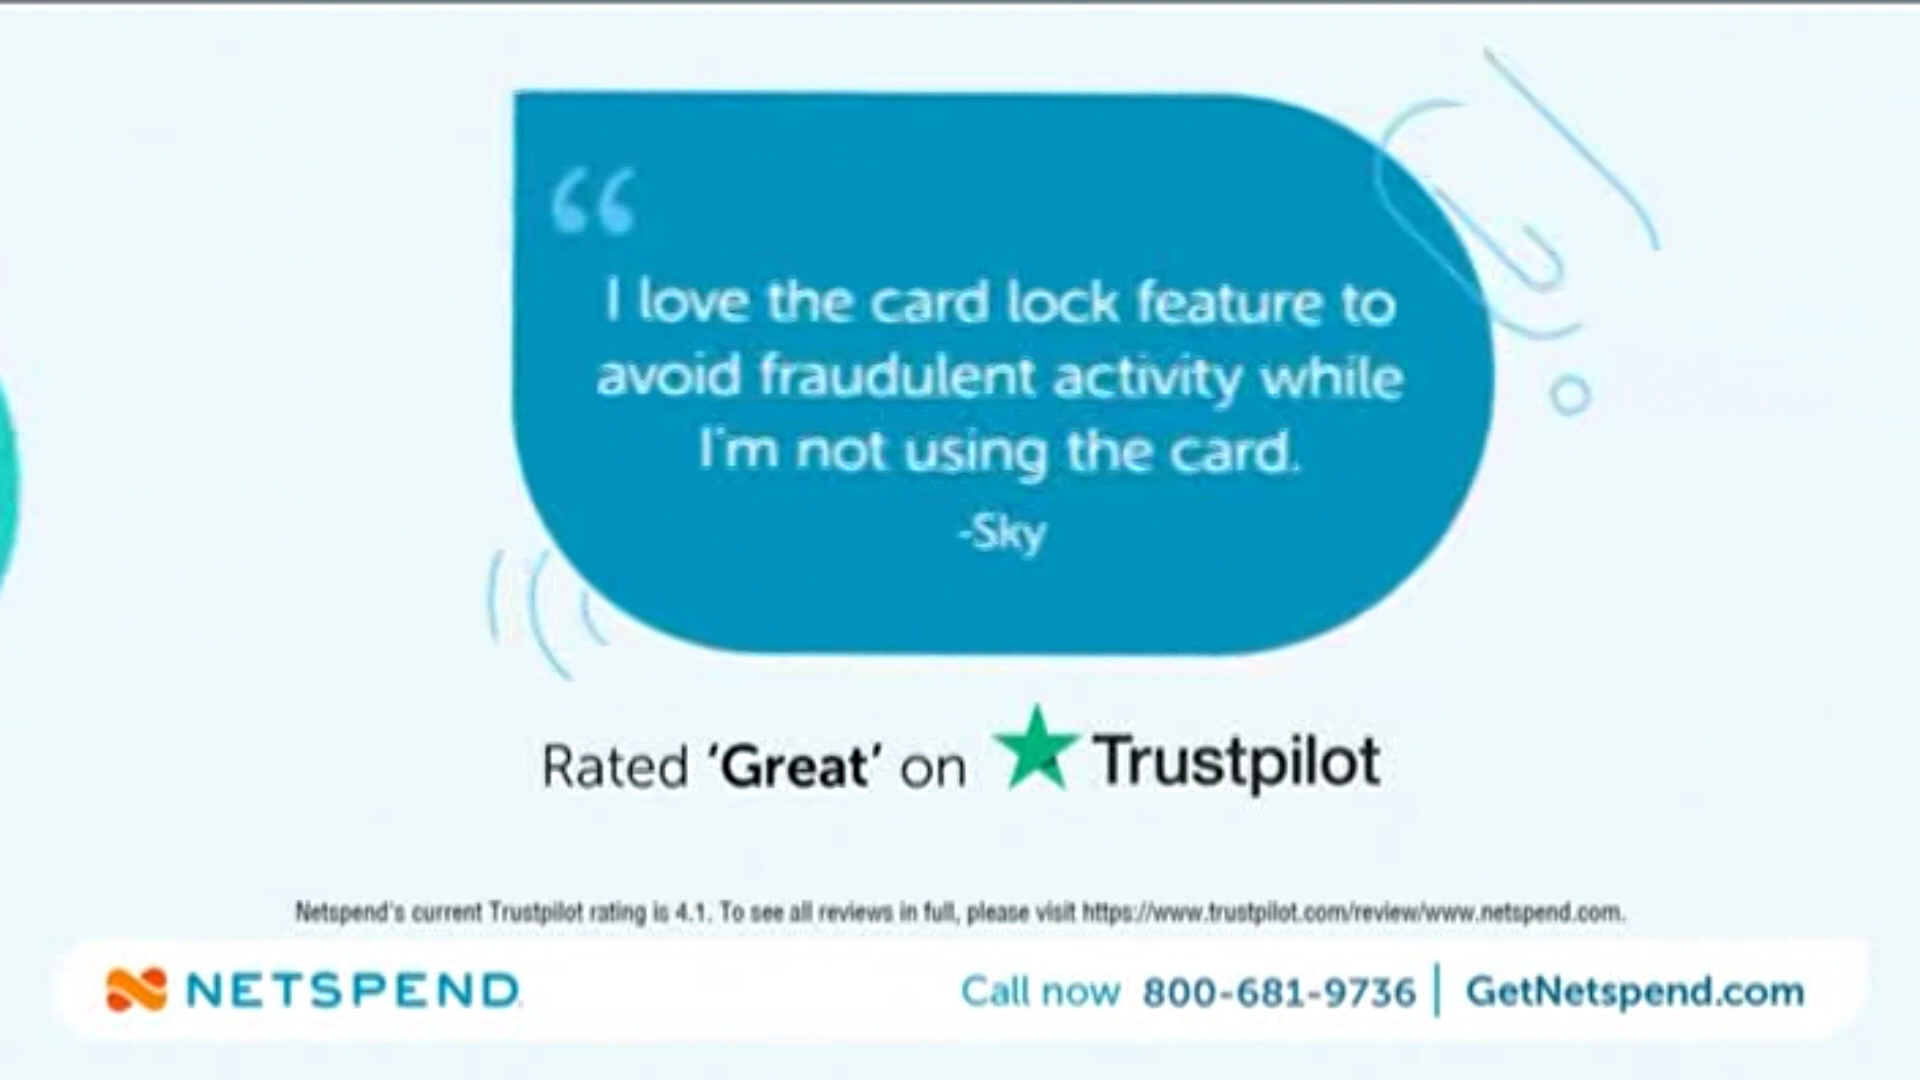 “
I love the card lock feature to
avoid fraudulent activity while
I'm not using the card.
-Sky
Rated ‘Great’ on Trustpilot
Netspend's current Trustpilot rating is 4.1. To see all reviews in full, please visit https://www.trustpilot.com/review/www.netspend.com.
NETSPEND Call now 800-681-9736 | GetNetspend.com